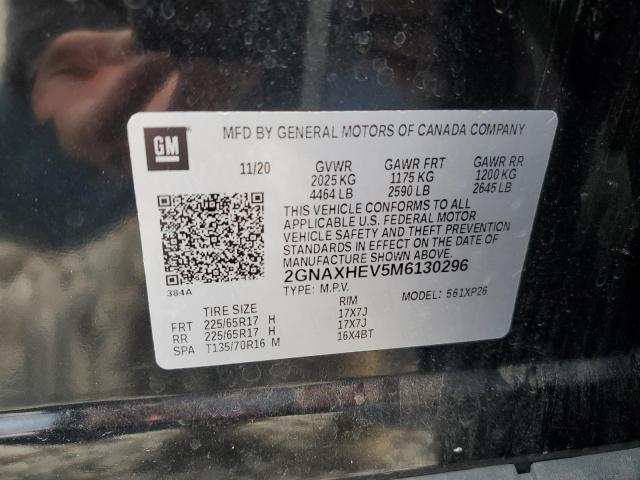 GM
MFD BY GENERAL MOTORS OF CANADA COMPANY
11/20 GVWR GAWR FRT GAWR RR
2025 KG 1175 KG 1200 KG
4464 LB 2590 LB 2645 LB
THIS VEHICLE CONFORMS TO ALL
APPLICABLE U.S. FEDERAL MOTOR
VEHICLE SAFETY AND THEFT PREVENTION
STANDARDS IN EFFECT ON THE DATE OF
MANUFACTURE SHOWN ABOVE.
384A 2GNAXHEV5M6130296
TYPE: M.P.V. MODEL: 561XP26
TIRE SIZE RIM
FRT 225/65R17 H 17X7J
RR 225/65R17 H 17X7J
SPA T135/70R16 M 16X4BT